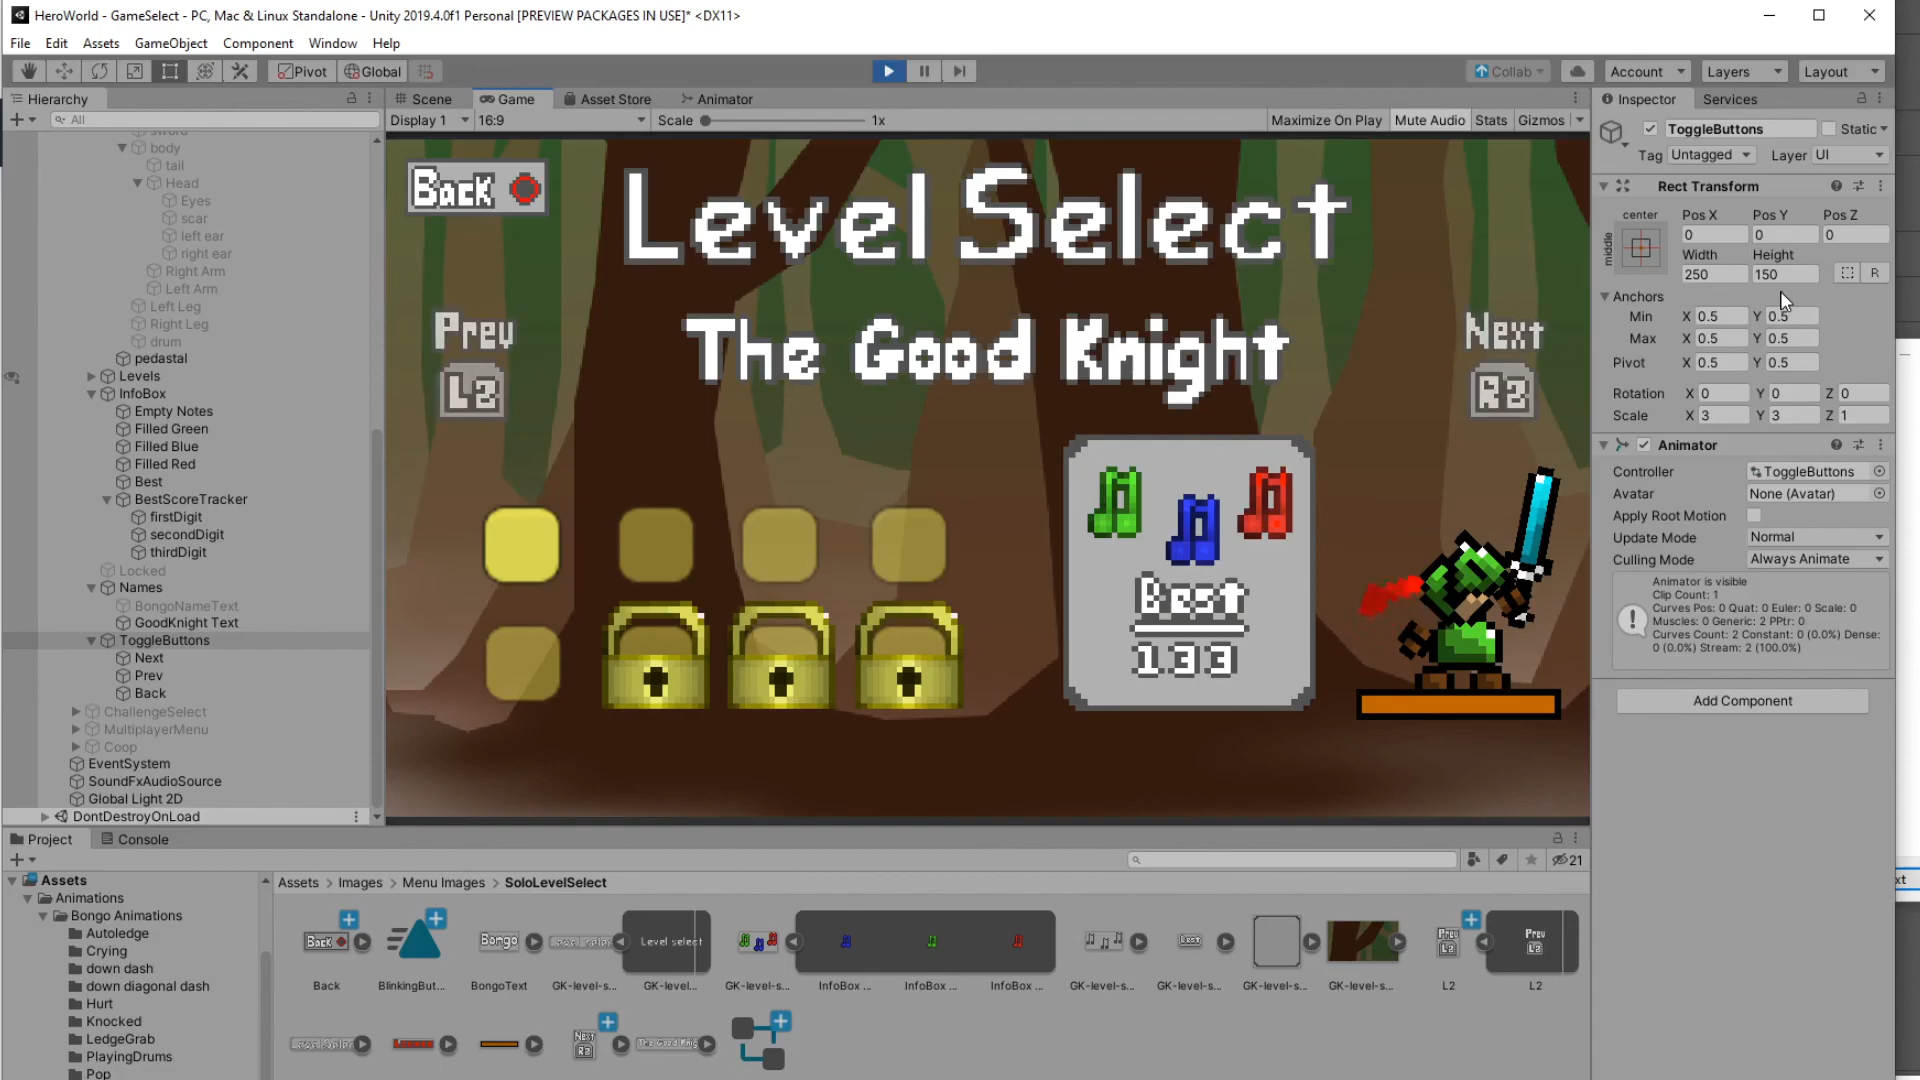 HeroWorld - GameSelect - PC, Mac & Linux Standalone - Unity 2019.4.0f1 Personal [PREVIEW PACKAGES IN USE]* <DX11>
File Edit Assets GameObject Component Window Help
Pivot Global Collab Account Layers Layout
Hierarchy
All
sword
body
tail
Head
Eyes
scar
left ear
right ear
Right Arm
Left Arm
Left Leg
Right Leg
drum
pedastal
Levels
InfoBox
Empty Notes
Filled Green
Filled Blue
Filled Red
Best
BestScoreTracker
firstDigit
secondDigit
thirdDigit
Locked
Names
BongoNameText
GoodKnight Text
ToggleButtons
Next
Prev
Back
ChallengeSelect
MultiplayerMenu
Coop
EventSystem
SoundFxAudioSource
Global Light 2D
DontDestroyOnLoad
Scene Game Asset Store Animator
Display 1 16:9 Scale 1x Maximize On Play Mute Audio Stats Gizmos
Back
Level Select
The Good Knight
Prev
L2
Next
R2
Best
133
Inspector Services
ToggleButtons Static
Tag Untagged Layer UI
Rect Transform
center Pos X Pos Y Pos Z
middle
0 0 0
Width Height
250 150 R
Anchors
Min X 0.5 Y 0.5
Max X 0.5 Y 0.5
Pivot X 0.5 Y 0.5
Rotation X 0 Y 0 Z 0
Scale X 3 Y 3 Z 1
Animator
Controller ToggleButtons
Avatar None (Avatar)
Apply Root Motion
Update Mode Normal
Culling Mode Always Animate
Animator is visible
Clip Count: 1
Curves Pos: 0 Quat: 0 Euler: 0 Scale: 0
Muscles: 0 Generic: 2 PPtr: 0
Curves Count: 2 Constant: 0 (0.0%) Dense:
0 (0.0%) Stream: 2 (100.0%)
Add Component
Project Console
21
Assets
Animations
Bongo Animations
Autoledge
Crying
down dash
down diagonal dash
Hurt
Knocked
LedgeGrab
PlayingDrums
Pop
Assets > Images > Menu Images > SoloLevelSelect
Back Bongo Level select Best Prev L2 Prev L2
Back BlinkingBut... BongoText GK-level-s... GK-level... GK-level-s... InfoBox ... InfoBox ... InfoBox ... GK-level-s... GK-level-s... GK-level-s... GK-level-s... L2 L2
Next R2
xt